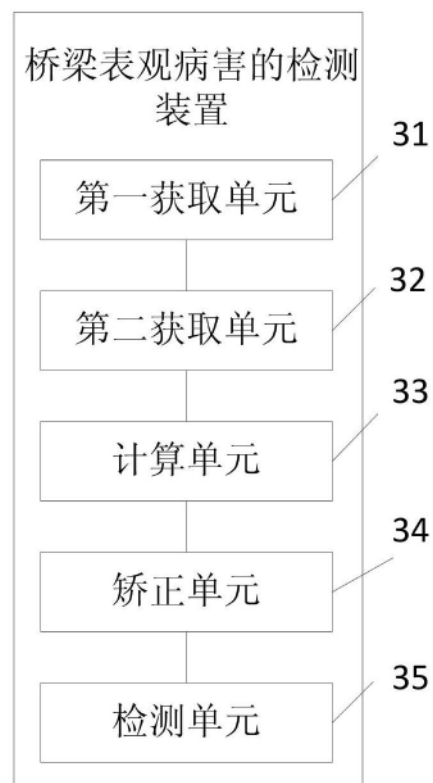 桥梁表观病害的检测
装置
31
第一获取单元
32
第二获取单元
33
计算单元
34
矫正单元
35
检测单元